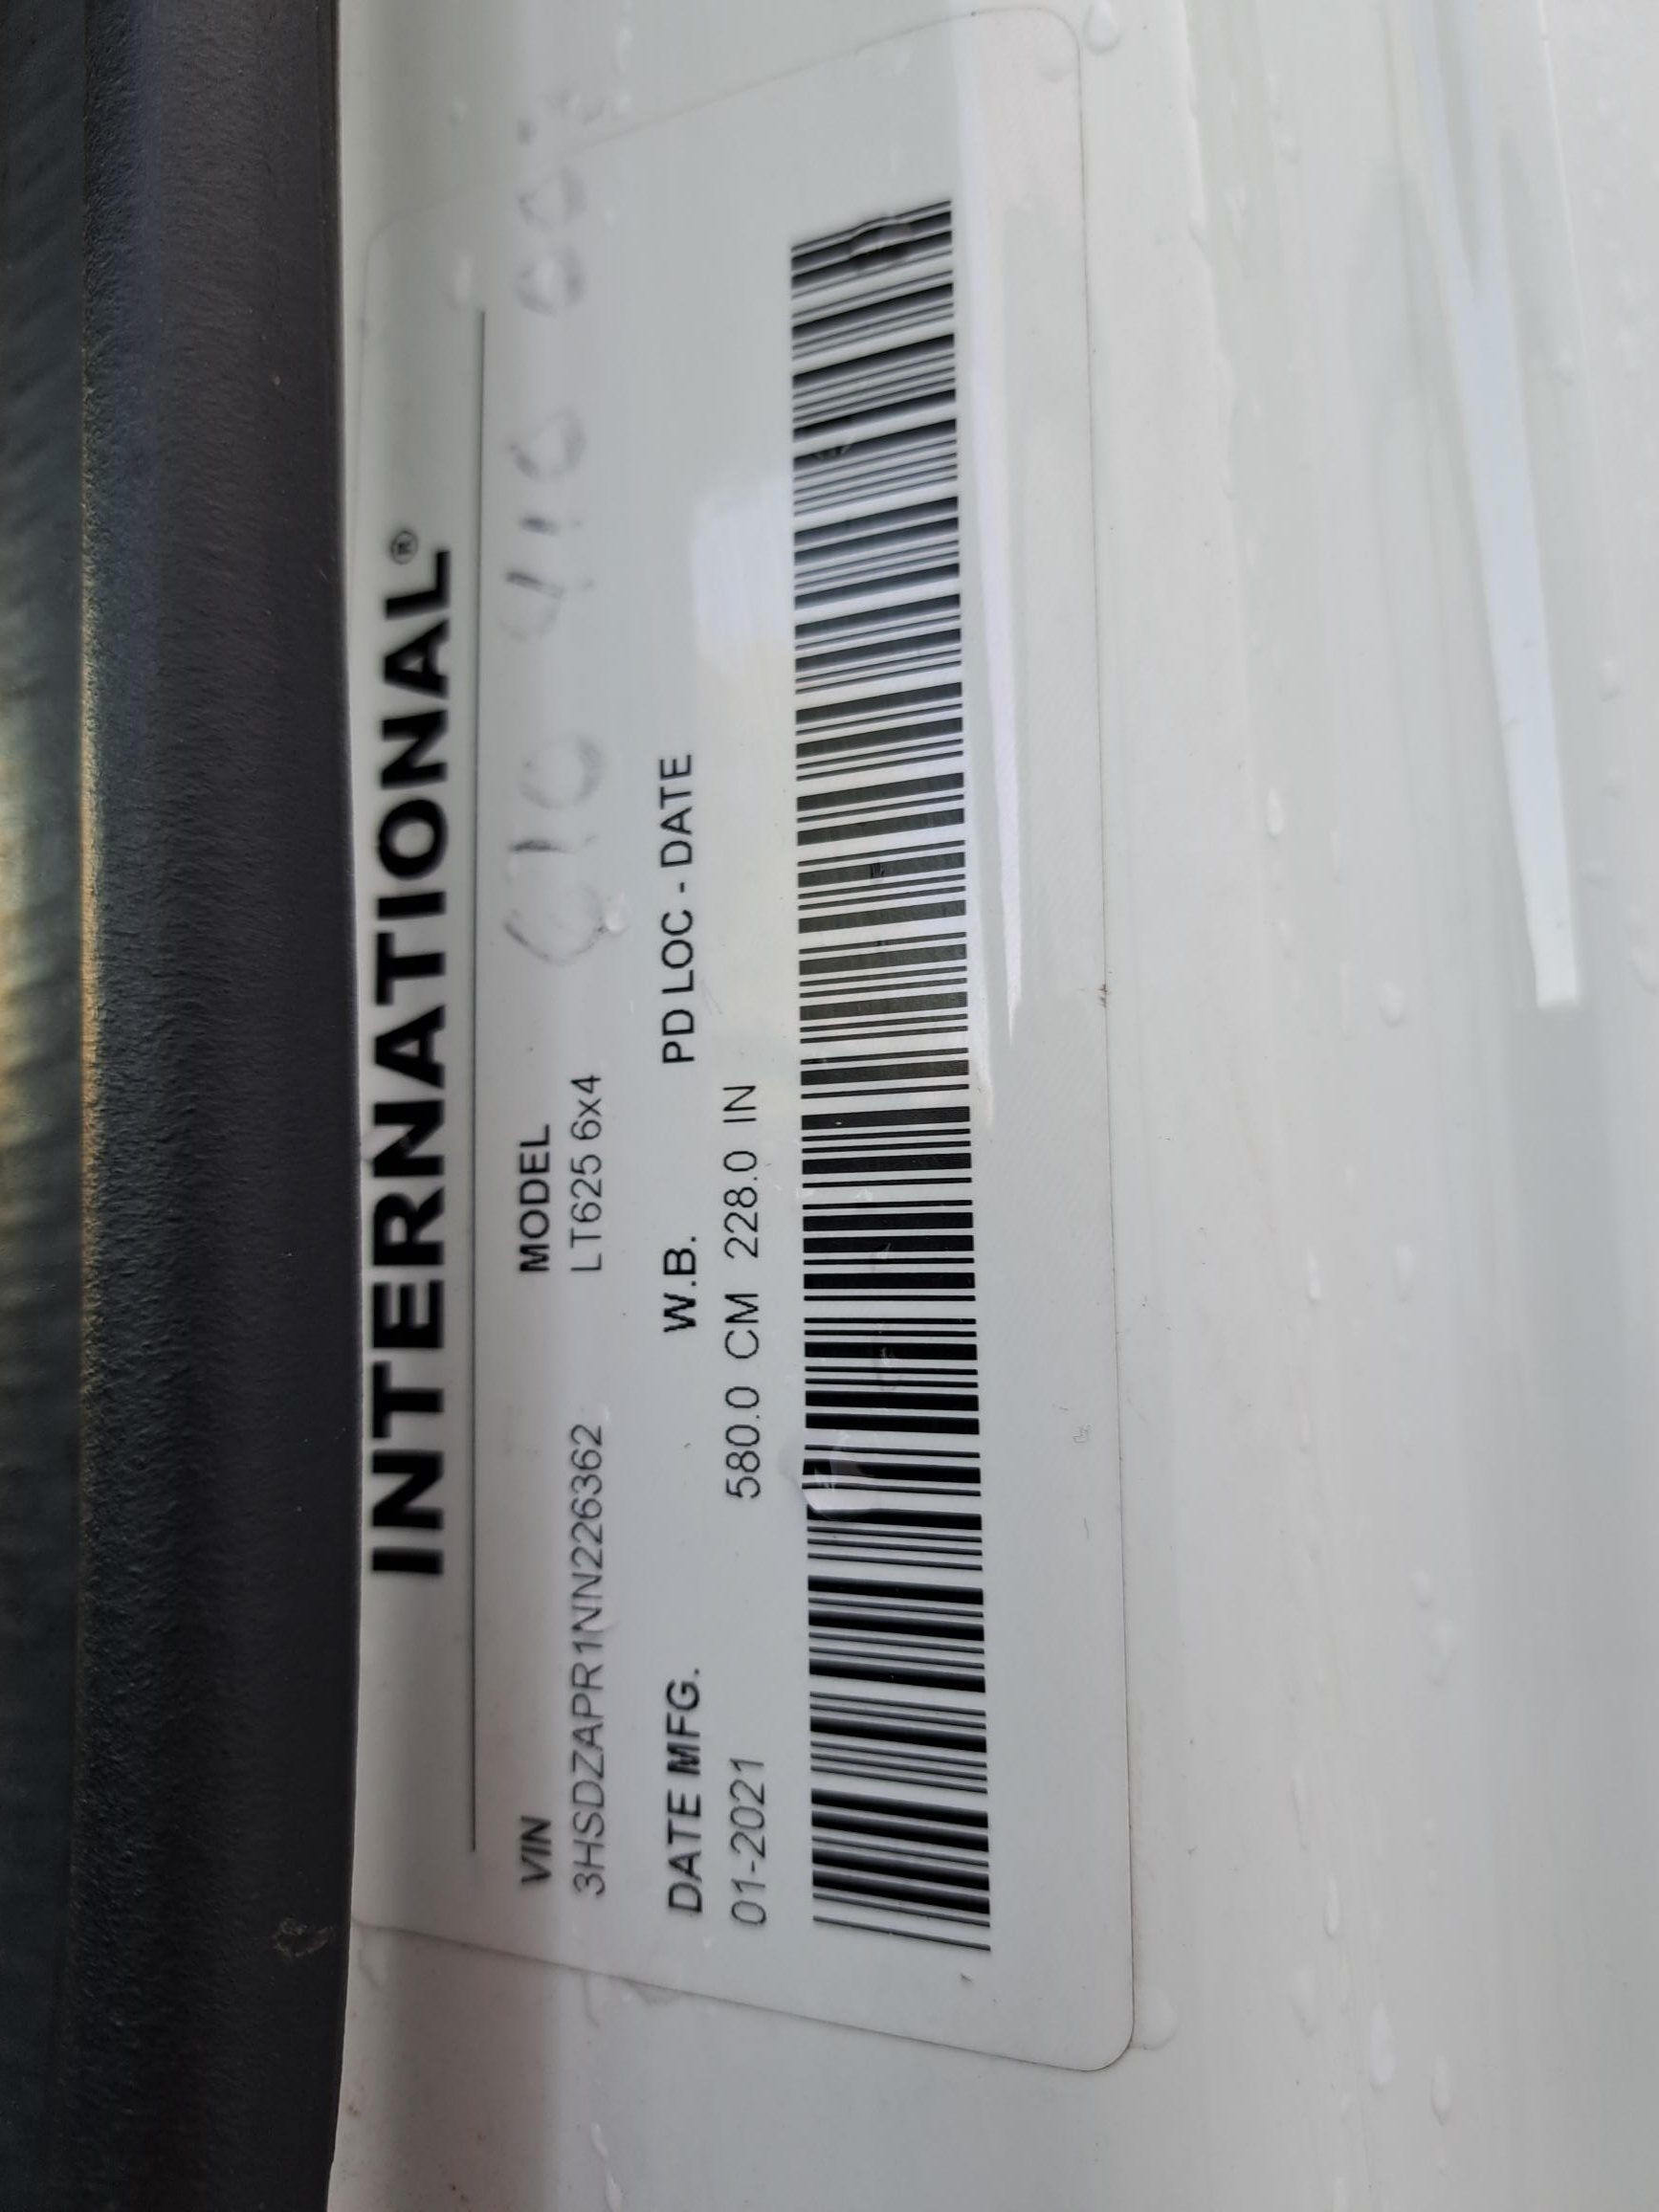 INTERNATIONAL®
VIN MODEL
3HSDZAPR1NN226362 LT625 6x4
DATE MFG. W.B. PD LOC - DATE
01-2021 580.0 CM 228.0 IN